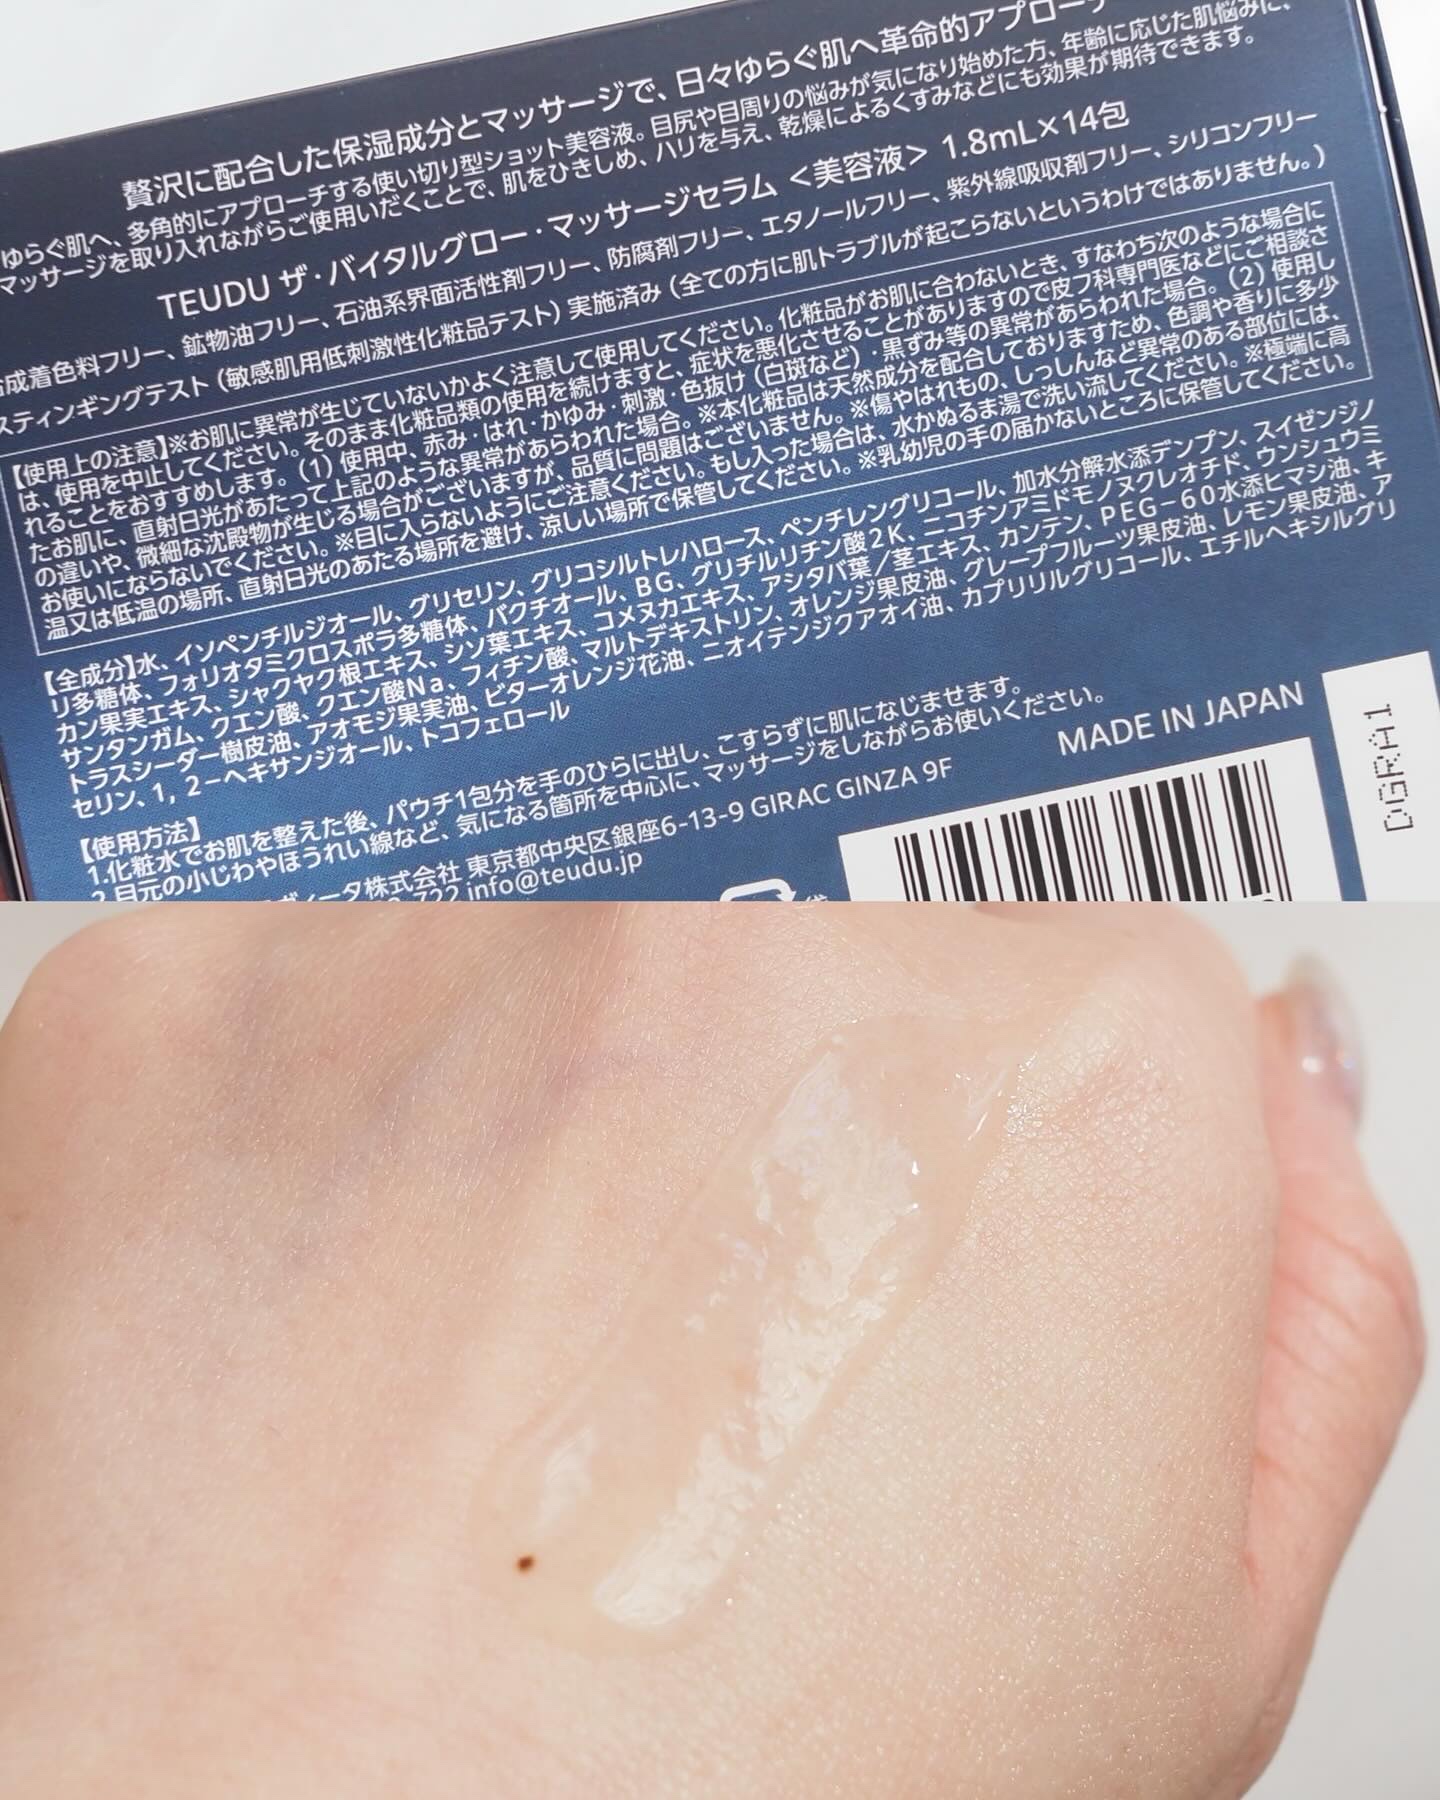 贅沢に配合した保湿成分とマッサージで、日々ゆらぐ肌へ革命的アプローチ
ゆらぐ肌へ、多角的にアプローチする使い切り型ショット美容液。目尻や目周りの悩みが気になり始めた方、年齢に応じた肌悩みに、
マッサージを取り入れながらご使用いだくことで、肌をひきしめ、ハリを与え、乾燥によるくすみなどにも効果が期待できます。
TEUDU ザ・バイタルグロー・マッサージセラム <美容液> 1.8mL×14包
成着色料フリー、鉱物油フリー、石油系界面活性剤フリー、防腐剤フリー、エタノールフリー、紫外線吸収剤フリー、シリコンフリー
スティンギングテスト(敏感肌用低刺激性化粧品テスト)実施済み(全ての方に肌トラブルが起こらないというわけではありません。)
【使用上の注意】※お肌に異常が生じていないかよく注意して使用してください。化粧品がお肌に合わないとき、すなわち次のような場合に
は、使用を中止してください。そのまま化粧品類の使用を続けますと、症状を悪化させることがありますので皮フ科専門医などにご相談さ
れることをおすすめします。(1)使用中、赤み・はれ・かゆみ・刺激・色抜け(白斑など)・黒ずみ等の異常があらわれた場合。(2)使用し
たお肌に、直射日光があたって上記のような異常があらわれた場合。※本化粧品は天然成分を配合しておりますため、色調や香りに多少
の違いや、微細な沈殿物が生じる場合がございますが、品質に問題はございません。※傷やはれもの、しっしんなど異常のある部位には、
お使いにならないでください。※目に入らないようにご注意ください。もし入った場合は、水かぬるま湯で洗い流してください。※極端に高
温又は低温の場所、直射日光のあたる場所を避け、涼しい場所で保管してください。※乳幼児の手の届かないところに保管してください。
【全成分】水、イソペンチルジオール、グリセリン、グリコシルトレハロース、ペンチレングリコール、加水分解水添デンプン、スイゼンジノ
リ多糖体、フォリオタミクロスポラ多糖体、バクチオール、BG、グリチルリチン酸2K、ニコチンアミドモノヌクレオチド、ウンシュウミ
カン果実エキス、シャクヤク根エキス、シソ葉エキス、コメヌカエキス、アシタバ葉/茎エキス、カンテン、PEG-60水添ヒマシ油、キ
サンタンガム、クエン酸、クエン酸Na、フィチン酸、マルトデキストリン、オレンジ果皮油、グレープフルーツ果皮油、レモン果皮油、ア
トラスシーダー樹皮油、アオモジ果実油、ビターオレンジ花油、ニオイテンジクアオイ油、カプリリルグリコール、エチルヘキシルグリ
セリン、1,2-ヘキサンジオール、トコフェロール
【使用方法】
1.化粧水でお肌を整えた後、パウチ1包分を手のひらに出し、こすらずに肌になじませます。
2.目元の小じわやほうれい線など、気になる箇所を中心に、マッサージをしながらお使いください。
ヴィータ株式会社 東京都中央区銀座6-13-9 GIRAC GINZA 9F
722 info@teudu.jp
MADE IN JAPAN
DGRA1